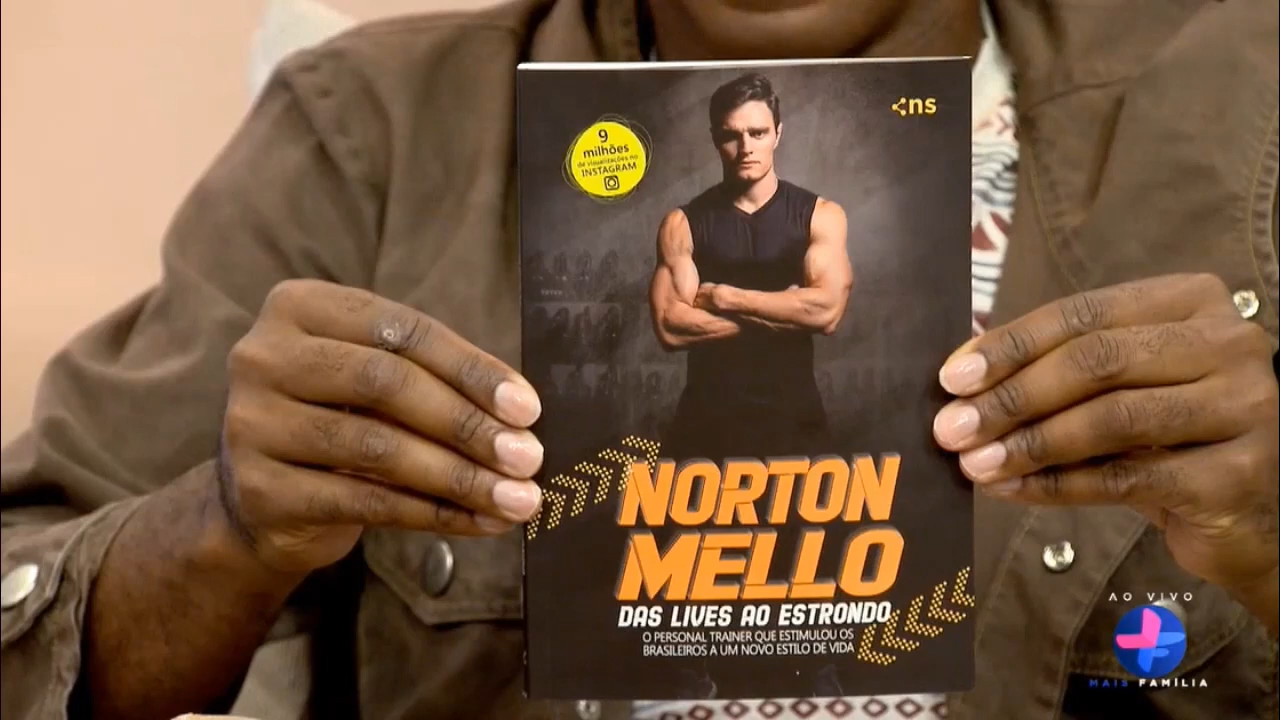 ns
9
milhões
de visualizações no
INSTAGRAM
NORTON
MELLO
DAS LIVES AO ESTRONDO
O PERSONAL TRAINER QUE ESTIMULOU OS
BRASILEIROS A UM NOVO ESTILO DE VIDA
AO VIVO
MAIS FAMÍLIA